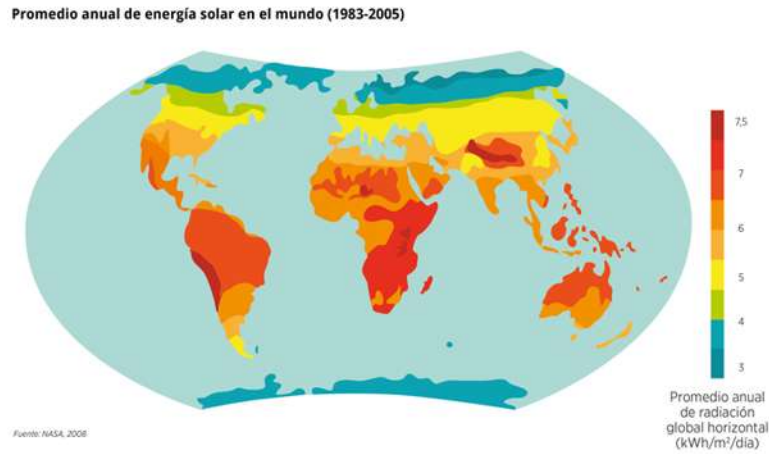 Promedio anual de energía solar en el mundo (1983-2005)
7,5
7
6
5
4
3
Promedio anual
de radiación
global horizontal
(kWh/m²/día)
Fuente: NASA, 2008